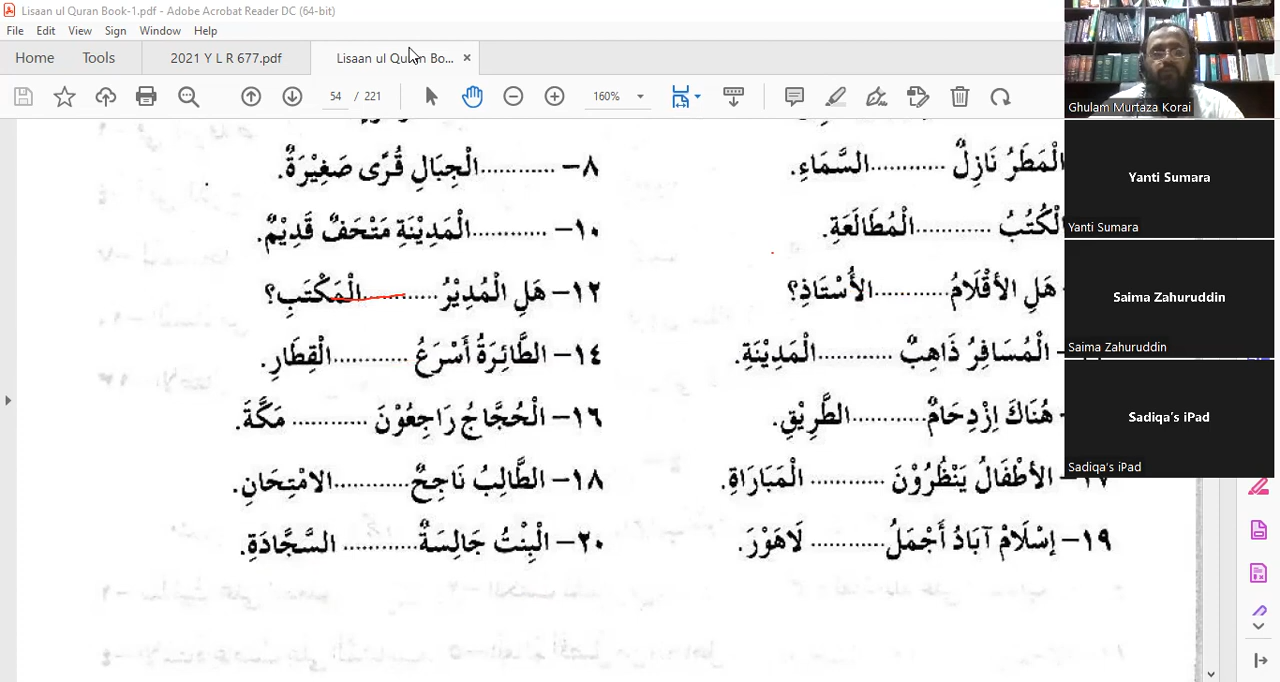 Lisaan ul Quran Book-1.pdf - Adobe Acrobat Reader DC (64-bit)
File Edit View Sign Window Help
Home Tools 2021 Y L R 677.pdf Lisaan ul Quran Bo... ×
54 / 221 160%
الْمَطَرُ نَازِلٌ ...........السَّمَاءِ.
٨– ...........الْجِبَالِ قُرًى صَغِيْرَةٌ.
الْكُتُبُ ...........الْمُطَالَعَةِ.
١٠– ...........الْمَدِيْنَةِ مَتْحَفٌ قَدِيْمٌ.
هَلِ الأَقْلَامُ...........الأُسْتَاذِ؟
١٢– هَلِ الْمُدِيْرُ ...........الْمَكْتَبِ؟
الْمُسَافِرُ ذَاهِبٌ ...........الْمَدِيْنَةِ.
١٤– الطَّائِرَةُ أَسْرَعُ ...........الْقِطَارِ.
هُنَاكَ اِزْدِحَامٌ...........الطَّرِيْقِ.
١٦– الْحُجَّاجُ رَاجِعُوْنَ ........... مَكَّةَ.
١٧– الأَطْفَالُ يَنْظُرُوْنَ ........... الْمَبَارَاةِ.
١٨– الطَّالِبُ نَاجِحٌ...........الامْتِحَانِ.
١٩– إِسْلَامْ آبَادُ أَجْمَلُ........... لَاهَوْرَ.
٢٠– الْبِنْتُ جَالِسَةٌ........... السَّجَّادَةِ.
Ghulam Murtaza Korai
Yanti Sumara
Yanti Sumara
Saima Zahuruddin
Saima Zahuruddin
Sadiqa's iPad
Sadiqa's iPad